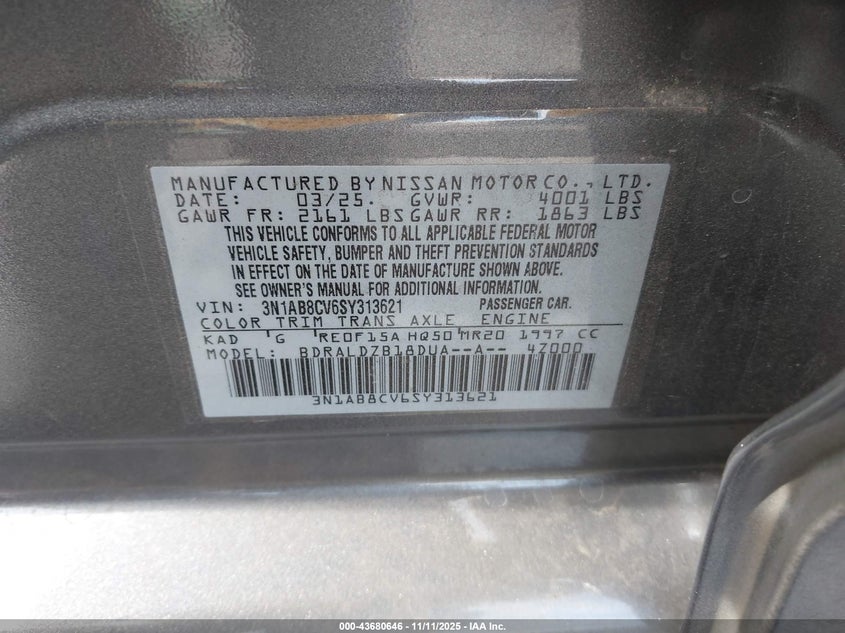 MANUFACTURED BY NISSAN MOTOR CO., LTD.
DATE: 03/25. GVWR: 4001 LBS
GAWR FR: 2161 LBS GAWR RR: 1863 LBS
THIS VEHICLE CONFORMS TO ALL APPLICABLE FEDERAL MOTOR
VEHICLE SAFETY, BUMPER AND THEFT PREVENTION STANDARDS
IN EFFECT ON THE DATE OF MANUFACTURE SHOWN ABOVE.
SEE OWNER'S MANUAL FOR ADDITIONAL INFORMATION.
VIN: 3N1AB8CV6SY313621 PASSENGER CAR.
COLOR TRIM TRANS AXLE ENGINE
KAD 'G 'RE0F15A HQ50'MR20 1997 CC
MODEL: BDRALDZB18DUA--A-- 4Z000
3N1AB8CV6SY313621
000-43680646 - 11/11/2025 - IAA Inc.